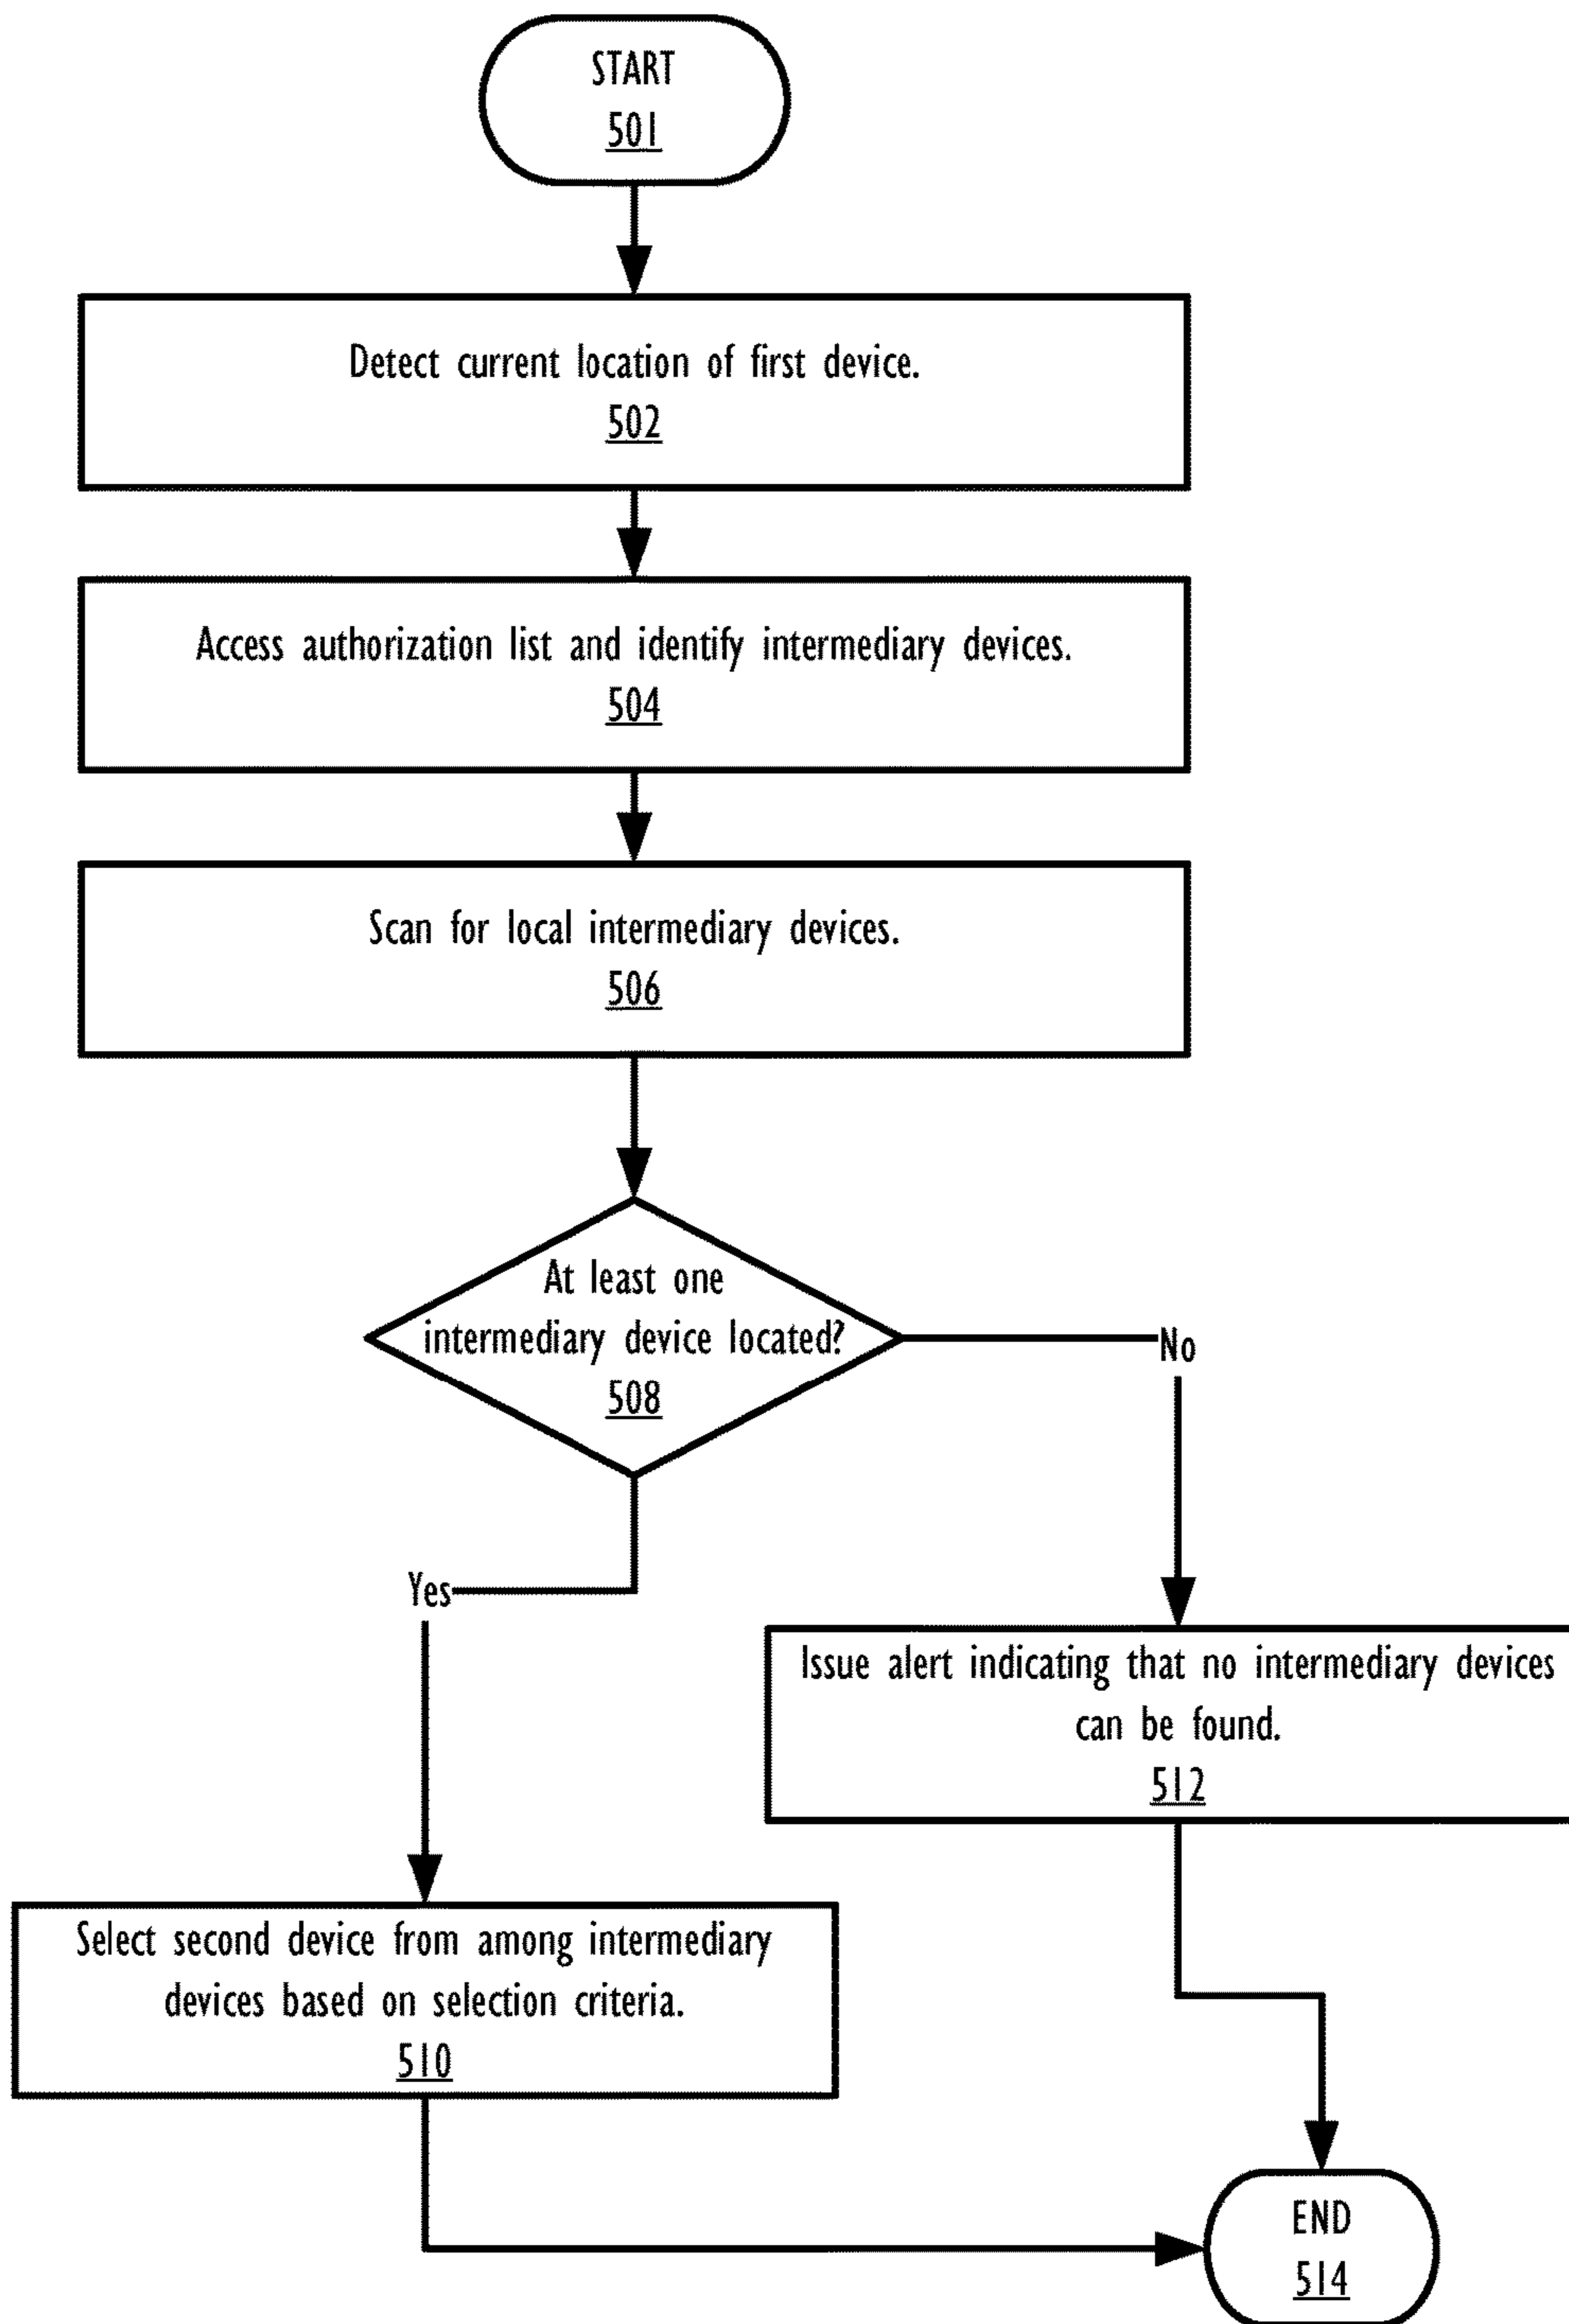 START
501
Detect current location of first device.
502
Access authorization list and identify intermediary devices.
504
Scan for local intermediary devices.
506
At least one
intermediary device located?
508
No
Yes
Issue alert indicating that no intermediary devices
can be found.
512
Select second device from among intermediary
devices based on selection criteria.
510
END
514